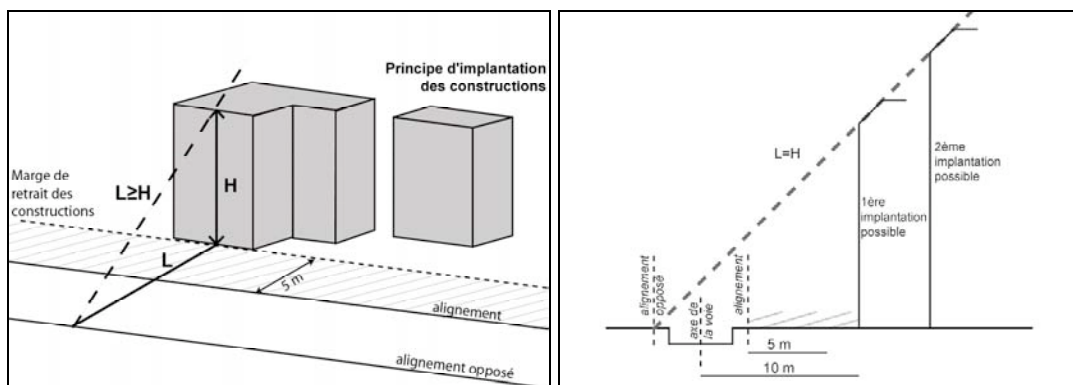 Principe d'implantation
des constructions
Marge de
retrait des
constructions
L≥H
H
L
5 m
alignement
alignement opposé
L=H
2ème
implantation
possible
1ère
implantation
possible
alignement
opposé
axe de
la voie
alignement
5 m
10 m